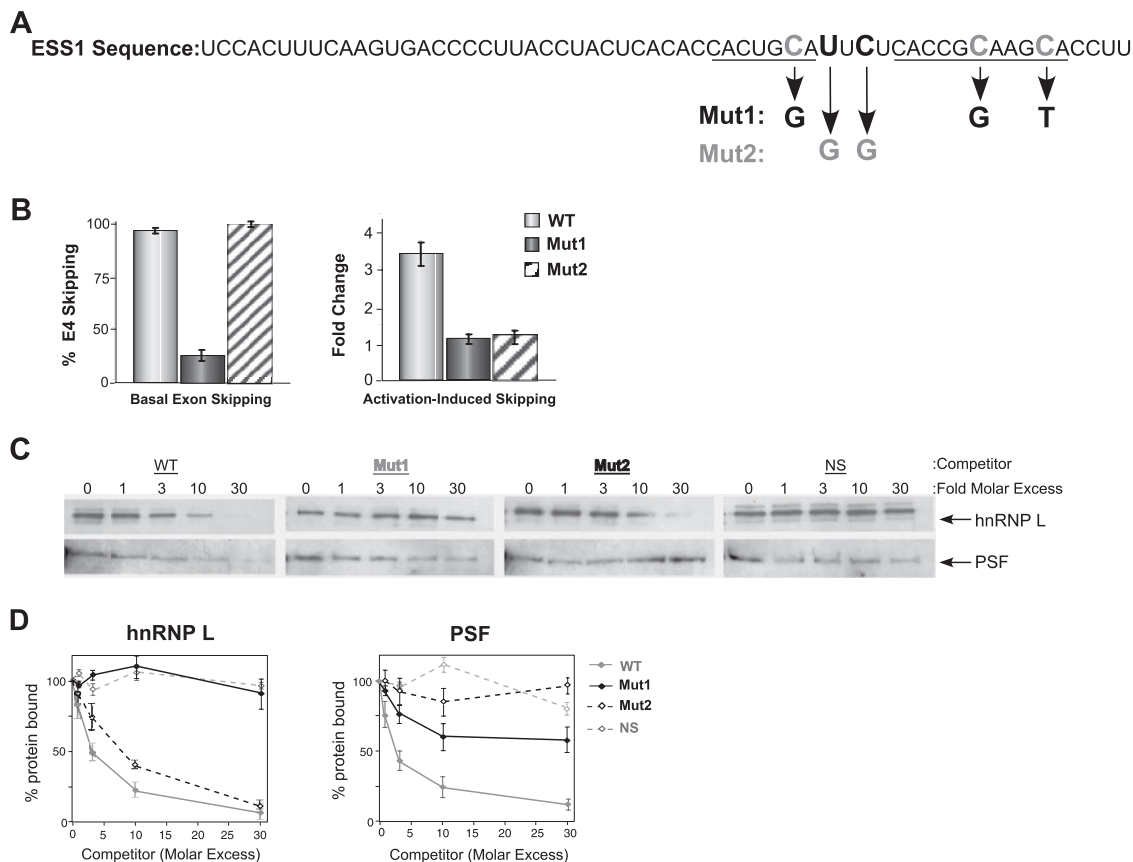 A
ESS1 Sequence:UCCACUUUCAAGUGACCCCUUACCUACUCACACCACUGCAUUCUCACCGCAAGCACCUU
Mut1: G G T
Mut2: G G
B
% E4 Skipping
100
75
50
0
Basal Exon Skipping
Fold Change
4
3
2
1
0
Activation-Induced Skipping
WT
Mut1
Mut2
C
WT Mut1 Mut2 NS :Competitor
0 1 3 10 30 0 1 3 10 30 0 1 3 10 30 0 1 3 10 30 :Fold Molar Excess
hnRNP L
PSF
D
hnRNP L
% protein bound
100
50
0
0 5 10 15 20 25 30
Competitor (Molar Excess)
PSF
% protein bound
100
50
0
0 5 10 15 20 25 30
Competitor (Molar Excess)
WT
Mut1
Mut2
NS